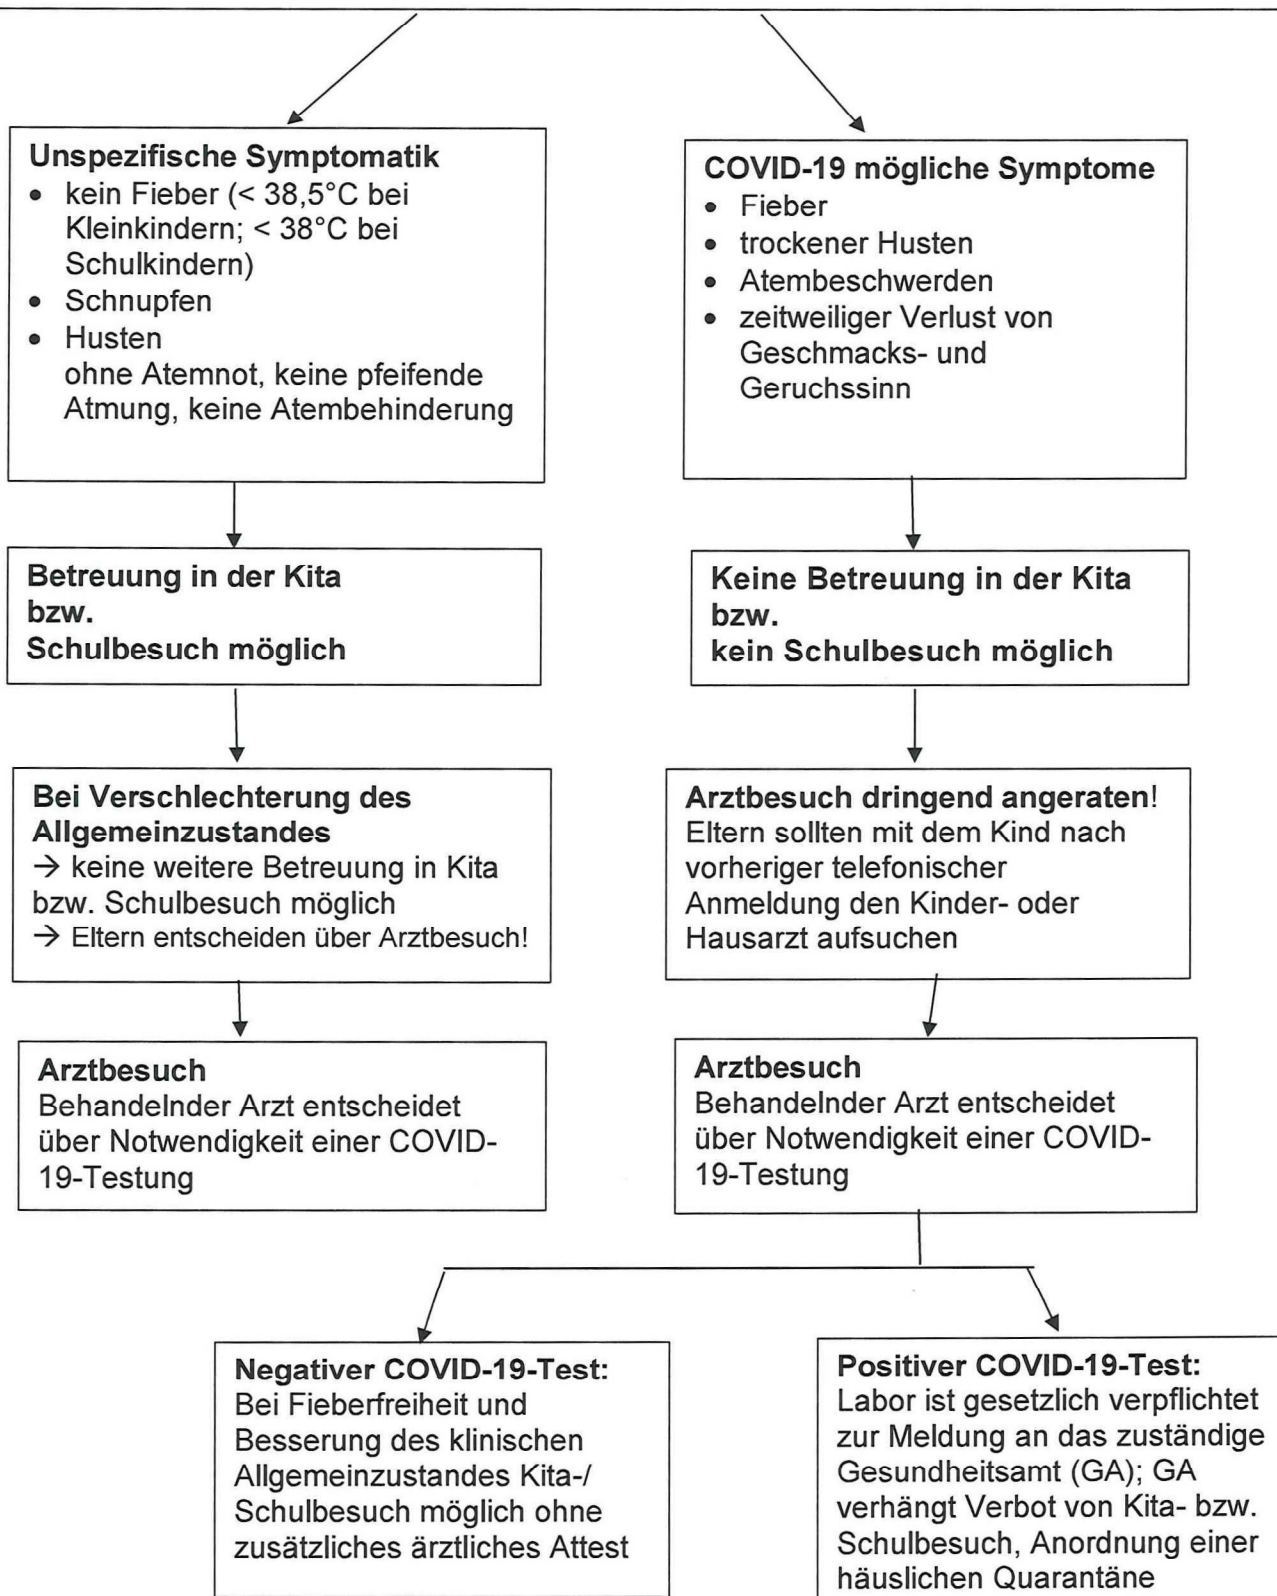 Unspezifische Symptomatik
• kein Fieber (< 38,5°C bei
Kleinkindern; < 38°C bei
Schulkindern)
• Schnupfen
• Husten
ohne Atemnot, keine pfeifende
Atmung, keine Atembehinderung
COVID-19 mögliche Symptome
• Fieber
• trockener Husten
• Atembeschwerden
• zeitweiliger Verlust von
Geschmacks- und
Geruchssinn
Betreuung in der Kita
bzw.
Schulbesuch möglich
Keine Betreuung in der Kita
bzw.
kein Schulbesuch möglich
Bei Verschlechterung des
Allgemeinzustandes
→ keine weitere Betreuung in Kita
bzw. Schulbesuch möglich
→ Eltern entscheiden über Arztbesuch!
Arztbesuch dringend angeraten!
Eltern sollten mit dem Kind nach
vorheriger telefonischer
Anmeldung den Kinder- oder
Hausarzt aufsuchen
Arztbesuch
Behandelnder Arzt entscheidet
über Notwendigkeit einer COVID-
19-Testung
Arztbesuch
Behandelnder Arzt entscheidet
über Notwendigkeit einer COVID-
19-Testung
Negativer COVID-19-Test:
Bei Fieberfreiheit und
Besserung des klinischen
Allgemeinzustandes Kita-/
Schulbesuch möglich ohne
zusätzliches ärztliches Attest
Positiver COVID-19-Test:
Labor ist gesetzlich verpflichtet
zur Meldung an das zuständige
Gesundheitsamt (GA); GA
verhängt Verbot von Kita- bzw.
Schulbesuch, Anordnung einer
häuslichen Quarantäne